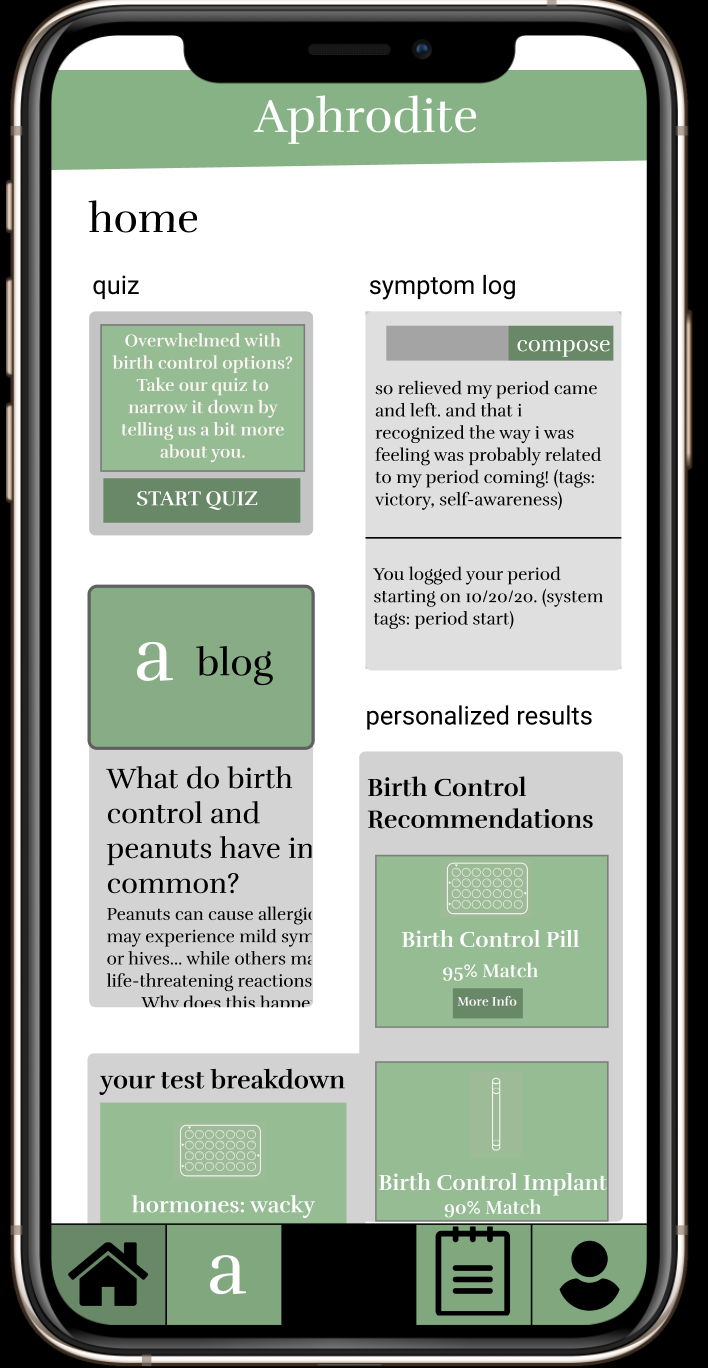 Aphrodite
home
quiz
Overwhelmed with
birth control options?
Take our quiz to
narrow it down by
telling us a bit more
about you.
START QUIZ
symptom log
compose
so relieved my period came
and left. and that i
recognized the way i was
feeling was probably related
to my period coming! (tags:
victory, self-awareness)
You logged your period
starting on 10/20/20. (system
tags: period start)
a blog
What do birth
control and
peanuts have in
common?
Peanuts can cause allergic
may experience mild sym
or hives... while others ma
life-threatening reactions
Why does this happe
personalized results
Birth Control
Recommendations
Birth Control Pill
95% Match
More Info
Birth Control Implant
90% Match
your test breakdown
hormones: wacky
a